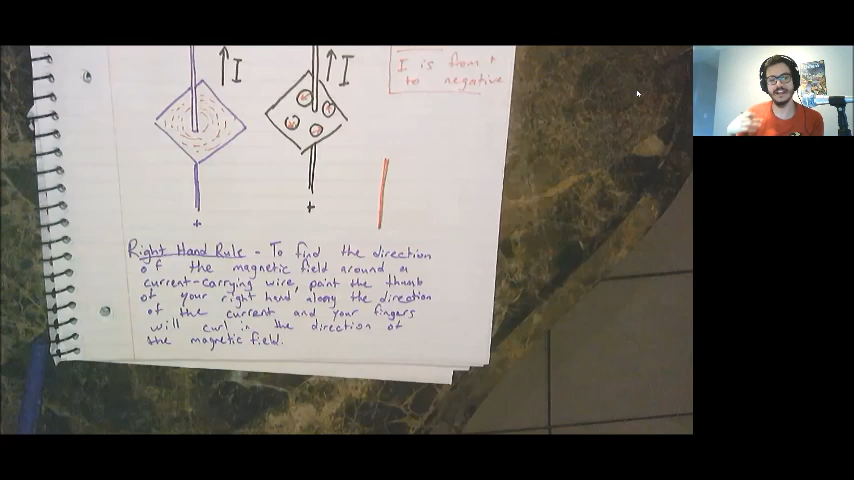 I
I
I is from +
to negative
+
+
Right Hand Rule - To find the direction
of the magnetic field around a
current-carrying wire, point the thumb
of your right hand along the direction
of the current and your fingers
will curl in the direction of
the magnetic field.